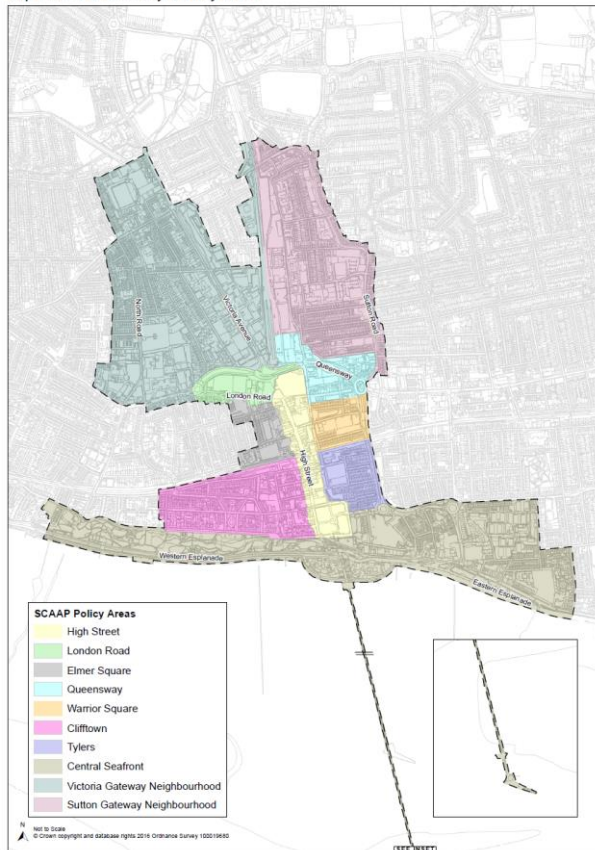 North Road
Victoria Avenue
Sutton Road
Queensway
London Road
High Street
Western Esplanade
Eastern Esplanade
SCAAP Policy Areas
High Street
London Road
Elmer Square
Queensway
Warrior Square
Clifftown
Tylers
Central Seafront
Victoria Gateway Neighbourhood
Sutton Gateway Neighbourhood
N
Not to Scale
© Crown copyright and database rights 2016 Ordnance Survey 100019680
SEE INSET